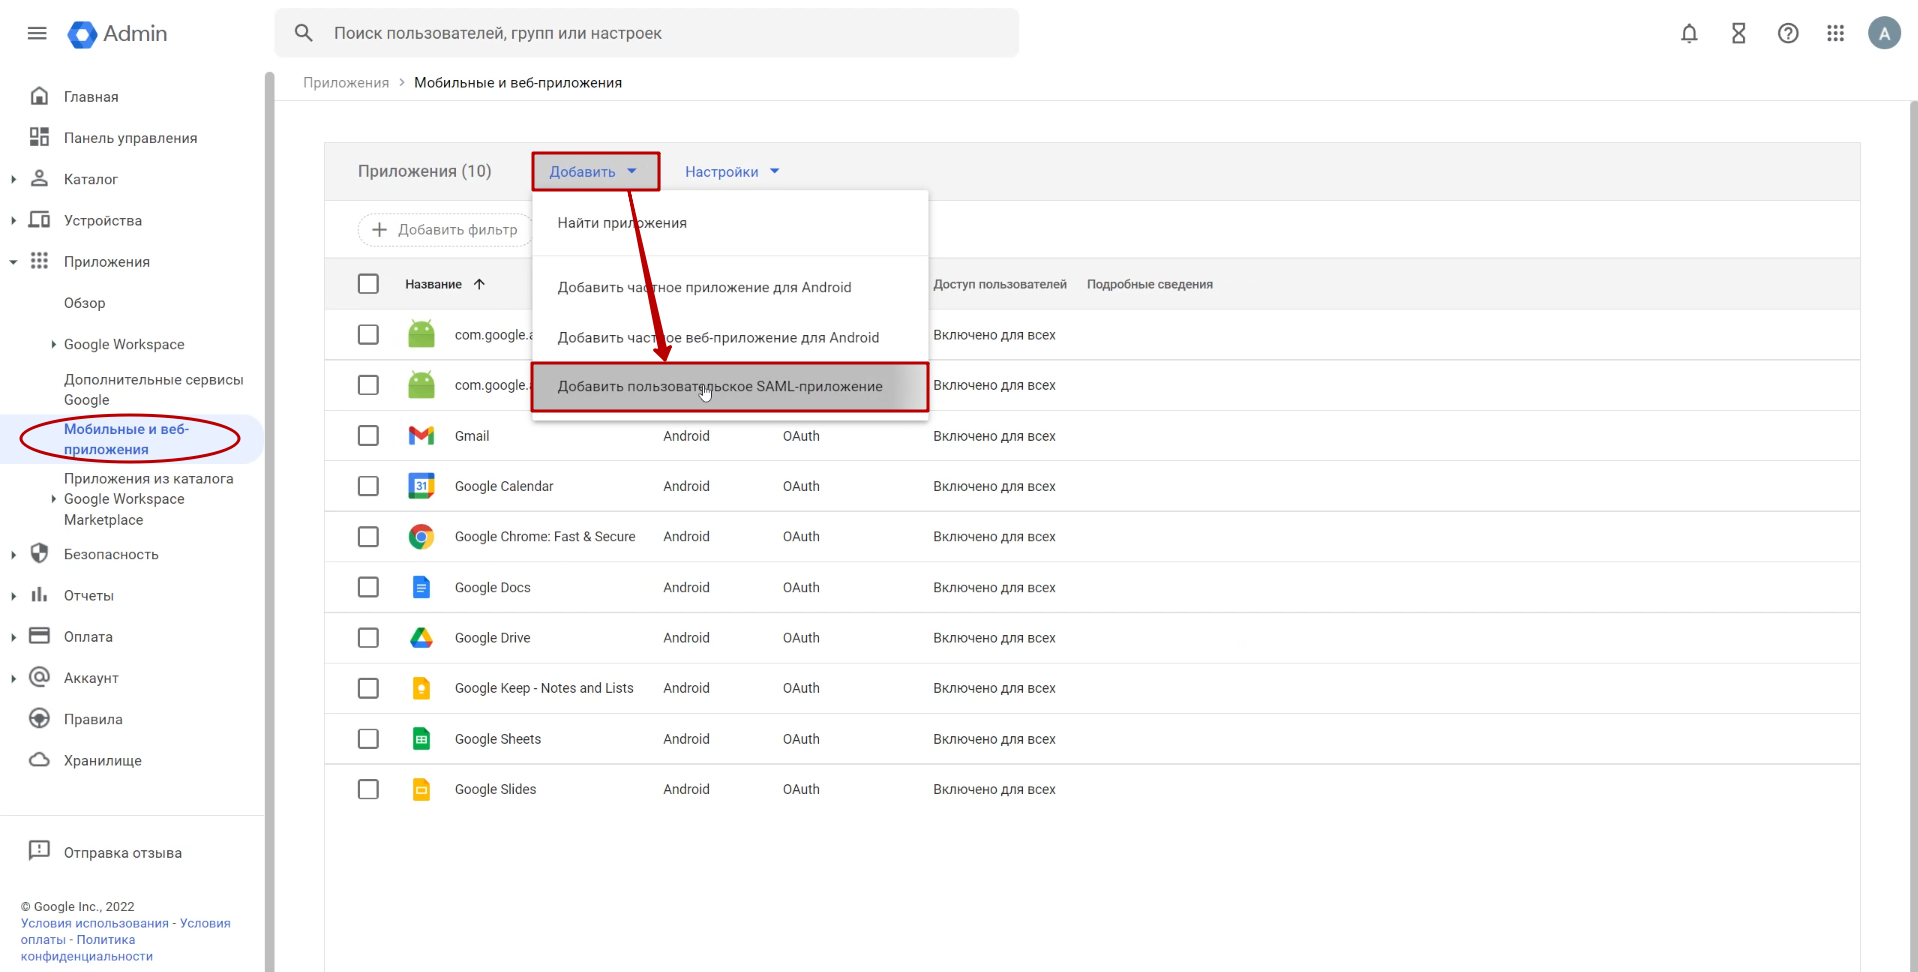 Admin
Поиск пользователей, групп или настроек
A
Приложения > Мобильные и веб-приложения
Главная
Панель управления
Каталог
Устройства
Приложения
Обзор
Google Workspace
Дополнительные сервисы
Google
Мобильные и веб-
приложения
Приложения из каталога
Google Workspace
Marketplace
Безопасность
Отчеты
Оплата
Аккаунт
Правила
Хранилище
Отправка отзыва
© Google Inc., 2022
Условия использования - Условия
оплаты - Политика
конфиденциальности
Приложения (10)
Добавить
Настройки
Добавить фильтр
Найти приложения
Добавить частное приложение для Android
Добавить частное веб-приложение для Android
Добавить пользовательское SAML-приложение
Название
Доступ пользователей
Подробные сведения
com.google.a
Включено для всех
com.google.a
Включено для всех
Gmail Android OAuth Включено для всех
31
Google Calendar Android OAuth Включено для всех
Google Chrome: Fast & Secure Android OAuth Включено для всех
Google Docs Android OAuth Включено для всех
Google Drive Android OAuth Включено для всех
Google Keep - Notes and Lists Android OAuth Включено для всех
Google Sheets Android OAuth Включено для всех
Google Slides Android OAuth Включено для всех